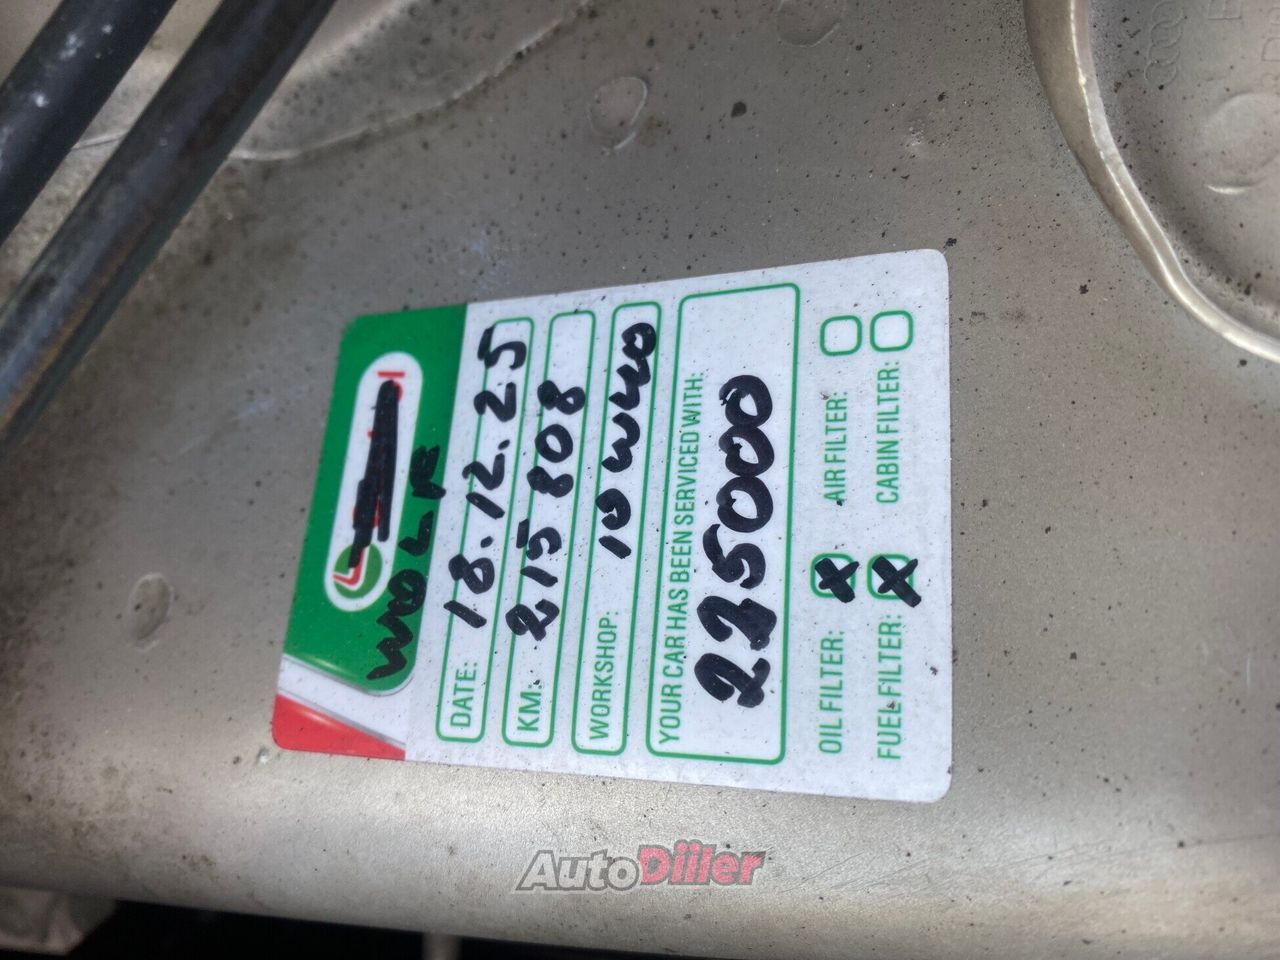 WOLF
DATE: 18.12.25
KM: 215 808
WORKSHOP: 10W40
YOUR CAR HAS BEEN SERVICED WITH:
225000
OIL FILTER: X AIR FILTER:
FUEL FILTER: X CABIN FILTER:
AutoDiiler